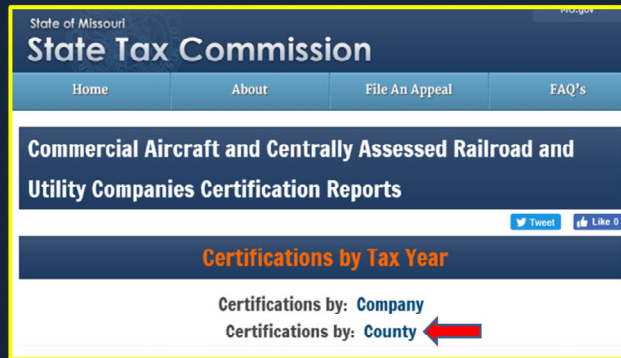 MO.gov
State of Missouri
State Tax Commission
Home About File An Appeal FAQ's
Commercial Aircraft and Centrally Assessed Railroad and
Utility Companies Certification Reports
Tweet Like 0
Certifications by Tax Year
Certifications by: Company
Certifications by: County